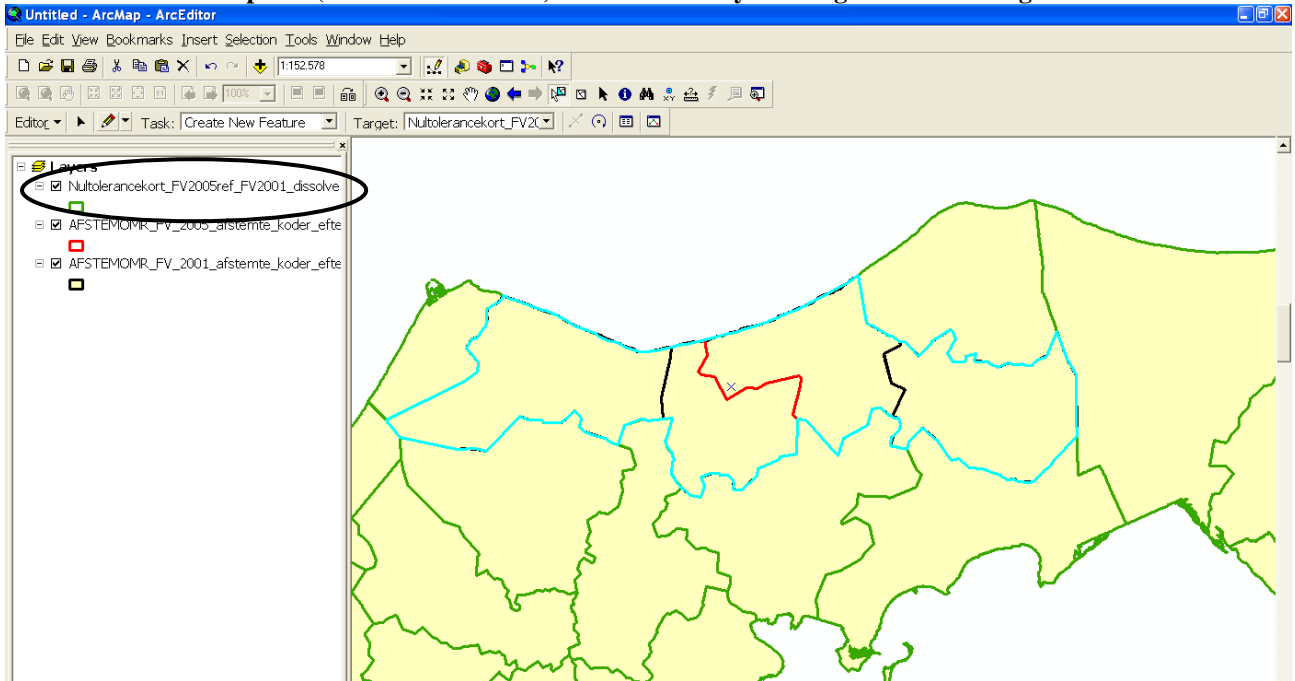 Untitled - ArcMap - ArcEditor
File Edit View Bookmarks Insert Selection Tools Window Help
1:152.578
100%
Editor Task: Create New Feature Target: Nultolerancekort_FV2(
Layers
Nultolerancekort_FV2005ref_FV2001_dissolve
AFSTEMOMR_FV_2005_afstemte_koder_efte
AFSTEMOMR_FV_2001_afstemte_koder_efte